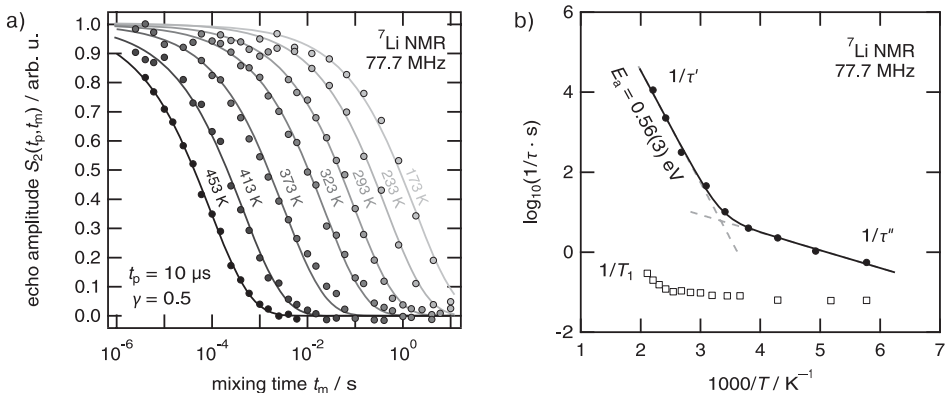 a)
echo amplitude S₂(tₚ,tₘ) / arb. u.
1.0
0.9
0.8
0.7
0.6
0.5
0.4
0.3
0.2
0.1
0.0
⁷Li NMR
77.7 MHz
453 K
413 K
373 K
323 K
293 K
233 K
173 K
tₚ = 10 μs
γ = 0.5
10⁻⁶ 10⁻⁴ 10⁻² 10⁰
mixing time tₘ / s
b)
log₁₀(1/τ · s)
6
4
2
0
-2
⁷Li NMR
77.7 MHz
1/τ'
Eₐ = 0.56(3) eV
1/τ"
1/T₁
1 2 3 4 5 6 7
1000/T / K⁻¹